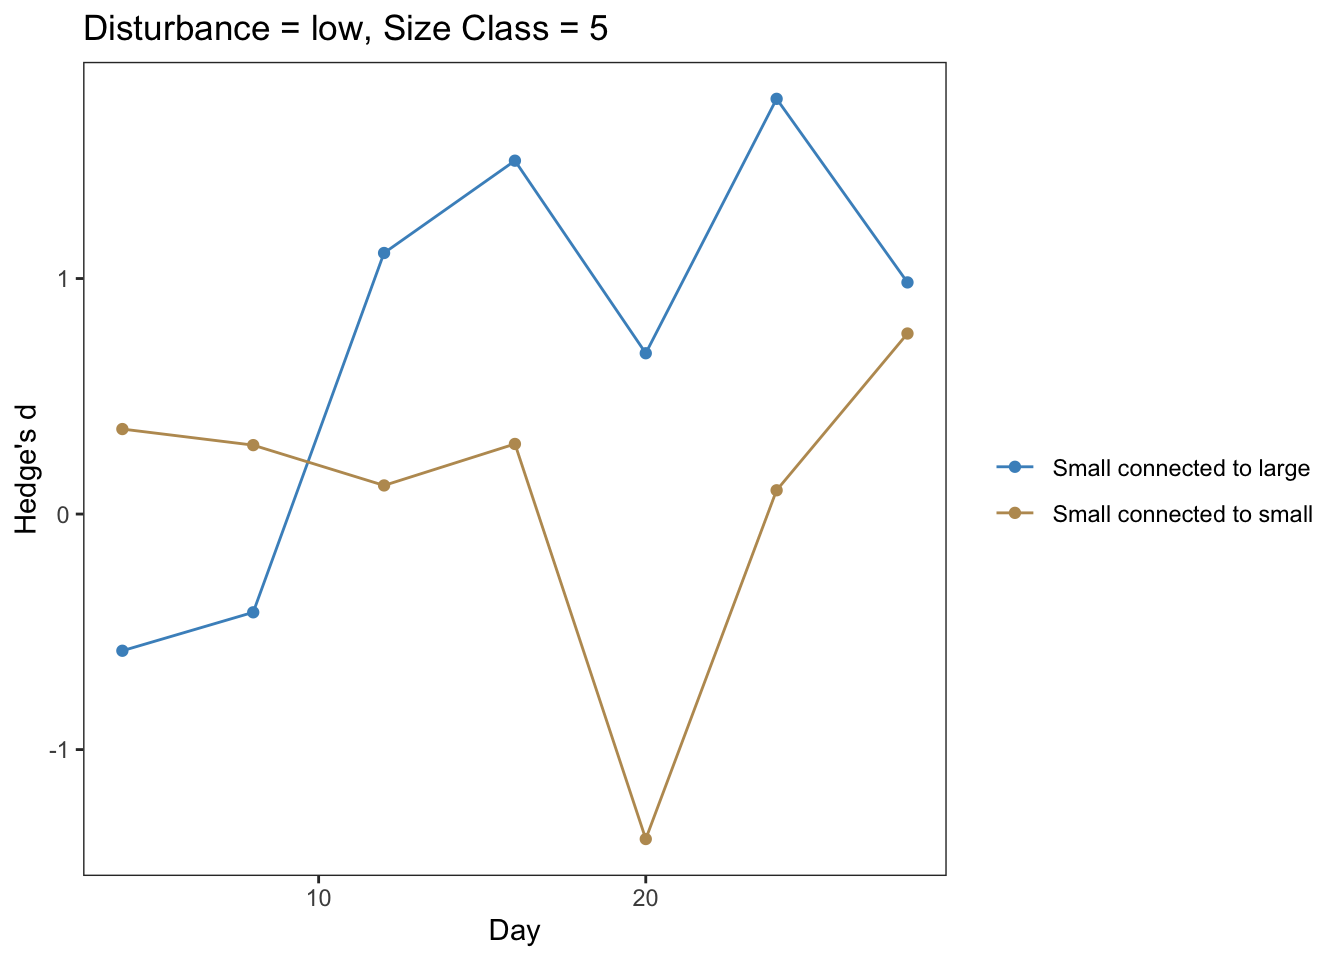 Disturbance = low, Size Class = 5
Hedge's d
1
0
-1
10
20
Day
Small connected to large
Small connected to small